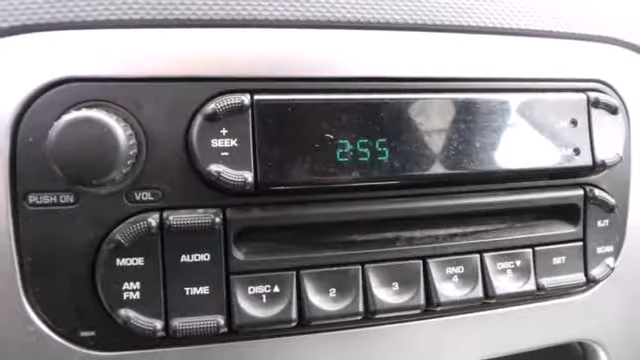 +
SEEK
−
2:55
PUSH ON
VOL
MODE
AM
FM
AUDIO
TIME
EJT
SCAN
DISC ▲
1
2
3
RND
4
DISC ▼
5
SET